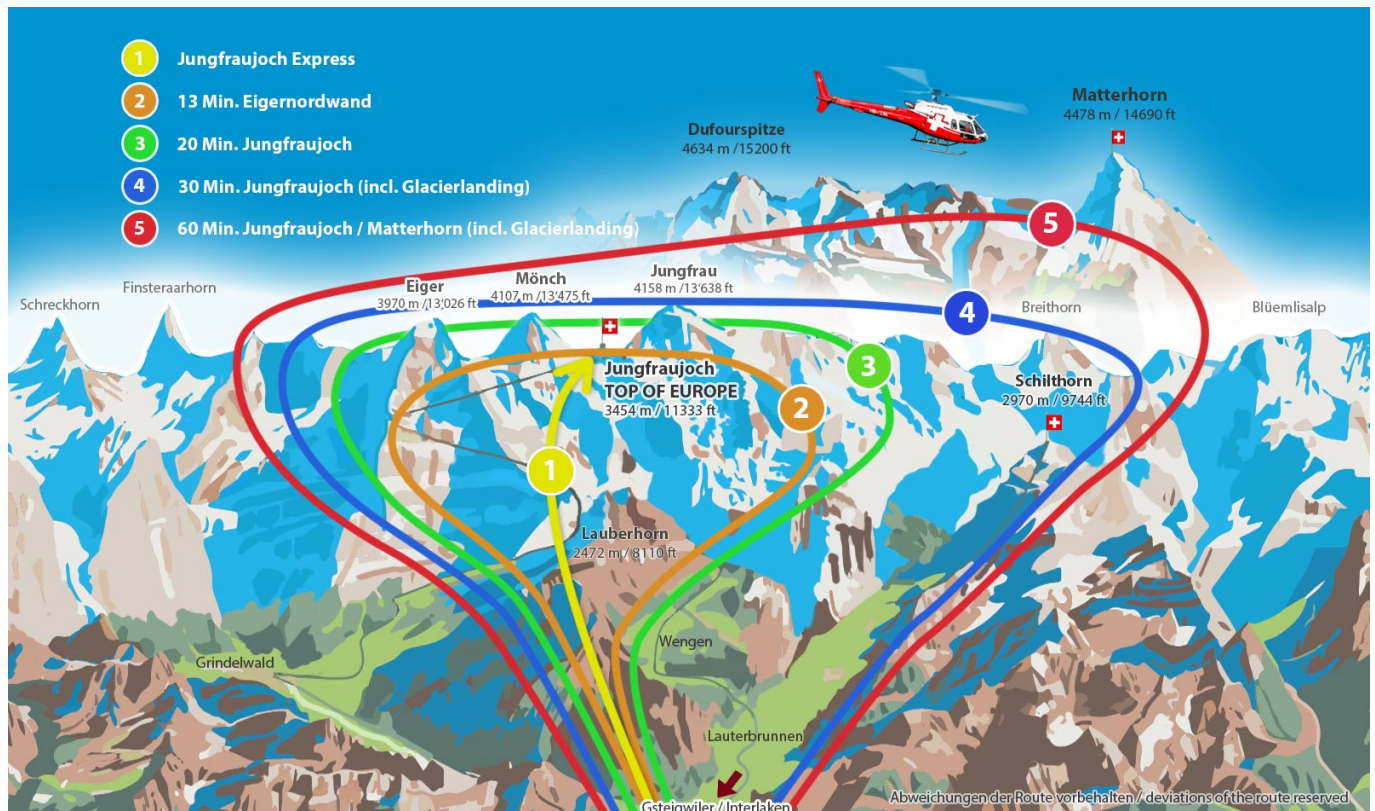 1 Jungfraujoch Express
2 13 Min. Eigernordwand
3 20 Min. Jungfraujoch
4 30 Min. Jungfraujoch (incl. Glacierlanding)
5 60 Min. Jungfraujoch / Matterhorn (incl. Glacierlanding)
Matterhorn
4478 m / 14690 ft
Dufourspitze
4634 m /15200 ft
5
Schreckhorn
Finsteraarhorn
Eiger
3970 m/13'026 ft
Mönch
4107 m/13'475 ft
Jungfrau
4158 m /13'638 ft
4
Breithorn
Blüemlisalp
3
Jungfraujoch
TOP OF EUROPE
3454 m / 11333 ft
Schilthorn
2970 m / 9744 ft
2
1
Lauberhorn
2472 m / 8110 ft
Wengen
Grindelwald
Lauterbrunnen
Gsteigwiler / Interlaken
Abweichungen der Route vorbehalten / deviations of the route reserved